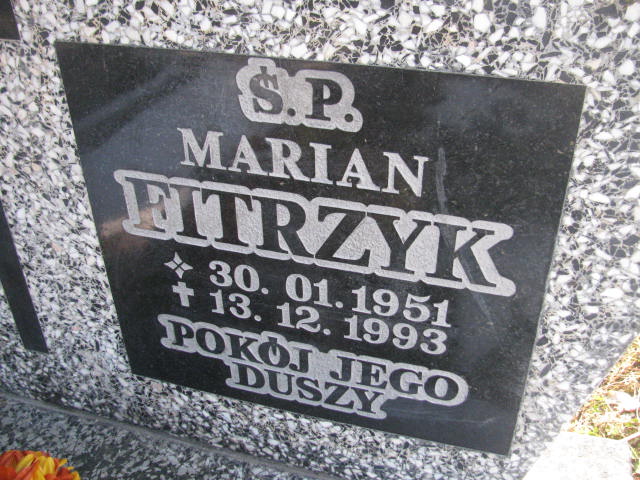 Ś.P.
MARIAN
FITRZYK
30. 01. 1951
13. 12. 1993
POKÓJ JEGO
DUSZY